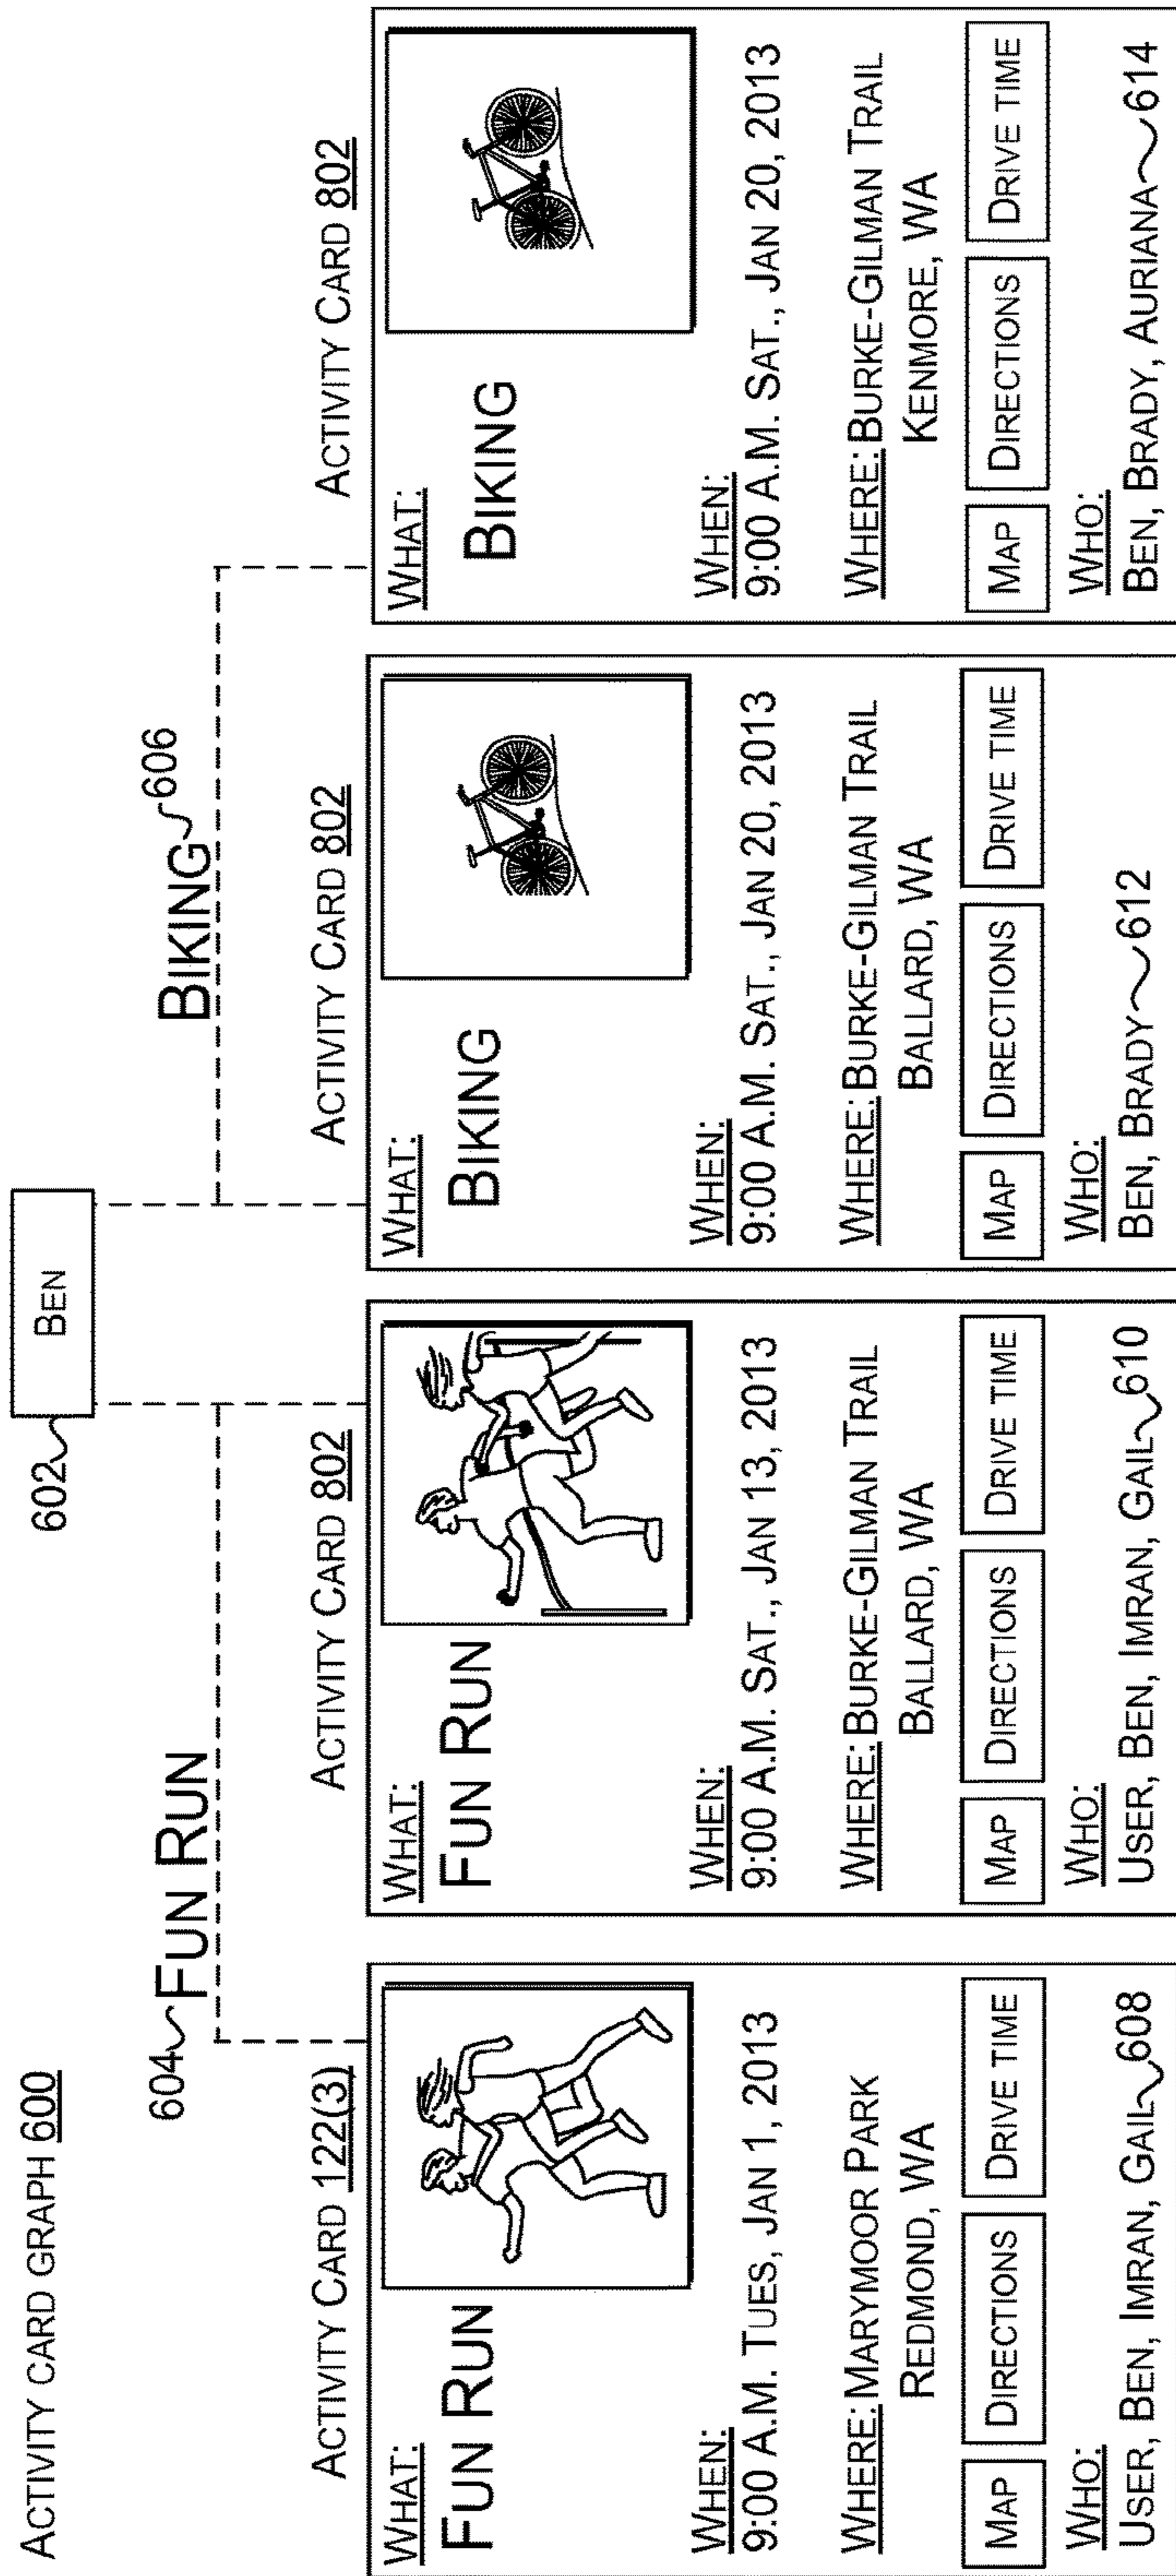 ACTIVITY CARD GRAPH 600
602
BEN
604 FUN RUN
BIKING 606
ACTIVITY CARD 122(3)
WHAT:
FUN RUN
WHEN:
9:00 A.M. TUES, JAN 1, 2013
WHERE: MARYMOOR PARK
REDMOND, WA
MAP DIRECTIONS DRIVE TIME
WHO:
USER, BEN, IMRAN, GAIL 608
ACTIVITY CARD 802
WHAT:
FUN RUN
WHEN:
9:00 A.M. SAT., JAN 13, 2013
WHERE: BURKE-GILMAN TRAIL
BALLARD, WA
MAP DIRECTIONS DRIVE TIME
WHO:
USER, BEN, IMRAN, GAIL 610
ACTIVITY CARD 802
WHAT:
BIKING
WHEN:
9:00 A.M. SAT., JAN 20, 2013
WHERE: BURKE-GILMAN TRAIL
BALLARD, WA
MAP DIRECTIONS DRIVE TIME
WHO:
BEN, BRADY 612
ACTIVITY CARD 802
WHAT:
BIKING
WHEN:
9:00 A.M. SAT., JAN 20, 2013
WHERE: BURKE-GILMAN TRAIL
KENMORE, WA
MAP DIRECTIONS DRIVE TIME
WHO:
BEN, BRADY, AURIANA 614